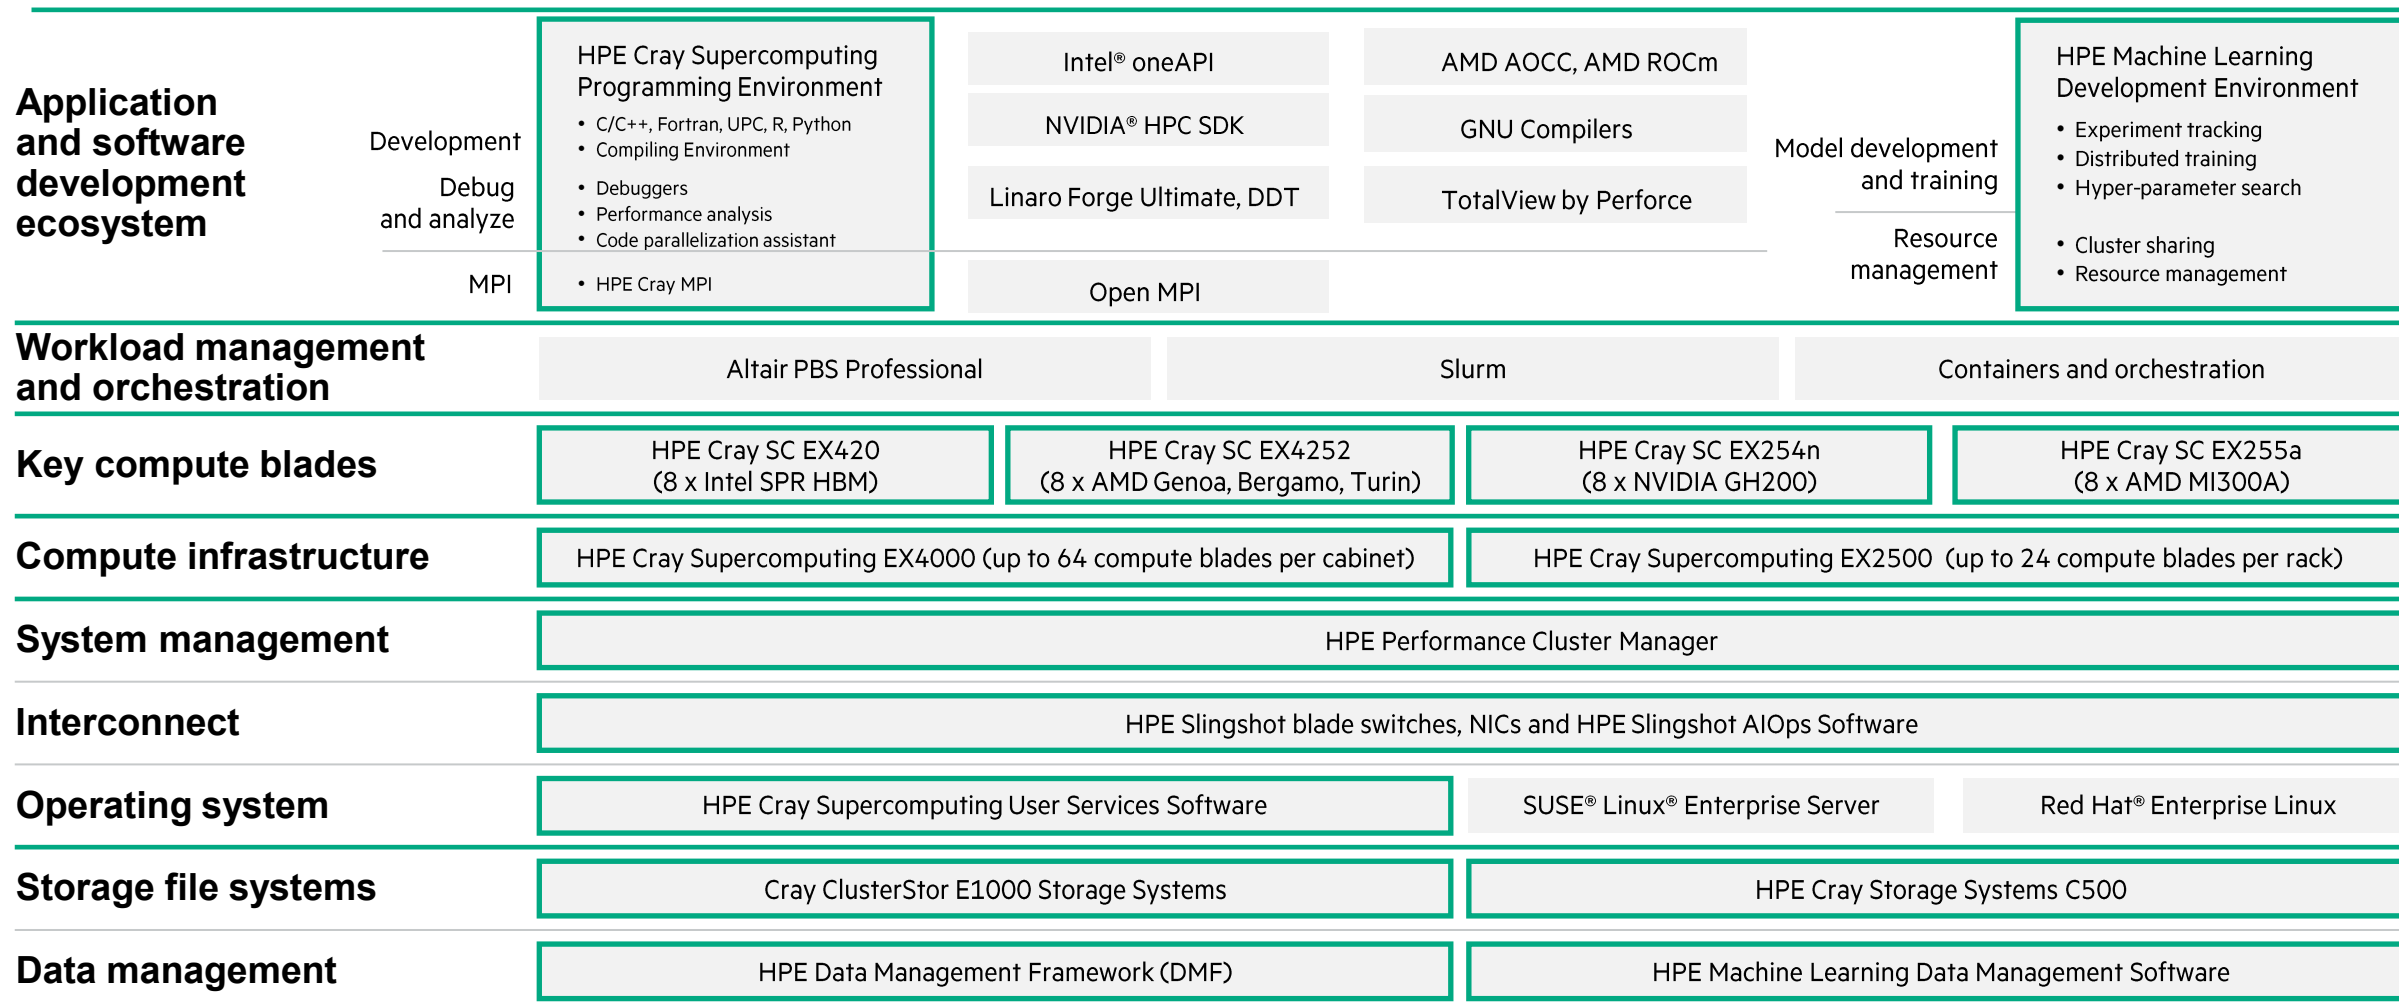 Application
and software
development
ecosystem
Development
Debug
and analyze
MPI
HPE Cray Supercomputing
Programming Environment
• C/C++, Fortran, UPC, R, Python
• Compiling Environment
• Debuggers
• Performance analysis
• Code parallelization assistant
• HPE Cray MPI
Intel® oneAPI
AMD AOCC, AMD ROCm
NVIDIA® HPC SDK
GNU Compilers
Linaro Forge Ultimate, DDT
TotalView by Perforce
Open MPI
Model development
and training
Resource
management
HPE Machine Learning
Development Environment
• Experiment tracking
• Distributed training
• Hyper-parameter search
• Cluster sharing
• Resource management
Workload management
and orchestration
Altair PBS Professional
Slurm
Containers and orchestration
Key compute blades
HPE Cray SC EX420
(8 x Intel SPR HBM)
HPE Cray SC EX4252
(8 x AMD Genoa, Bergamo, Turin)
HPE Cray SC EX254n
(8 x NVIDIA GH200)
HPE Cray SC EX255a
(8 x AMD MI300A)
Compute infrastructure
HPE Cray Supercomputing EX4000 (up to 64 compute blades per cabinet)
HPE Cray Supercomputing EX2500 (up to 24 compute blades per rack)
System management
HPE Performance Cluster Manager
Interconnect
HPE Slingshot blade switches, NICs and HPE Slingshot AIOps Software
Operating system
HPE Cray Supercomputing User Services Software
SUSE® Linux® Enterprise Server
Red Hat® Enterprise Linux
Storage file systems
Cray ClusterStor E1000 Storage Systems
HPE Cray Storage Systems C500
Data management
HPE Data Management Framework (DMF)
HPE Machine Learning Data Management Software